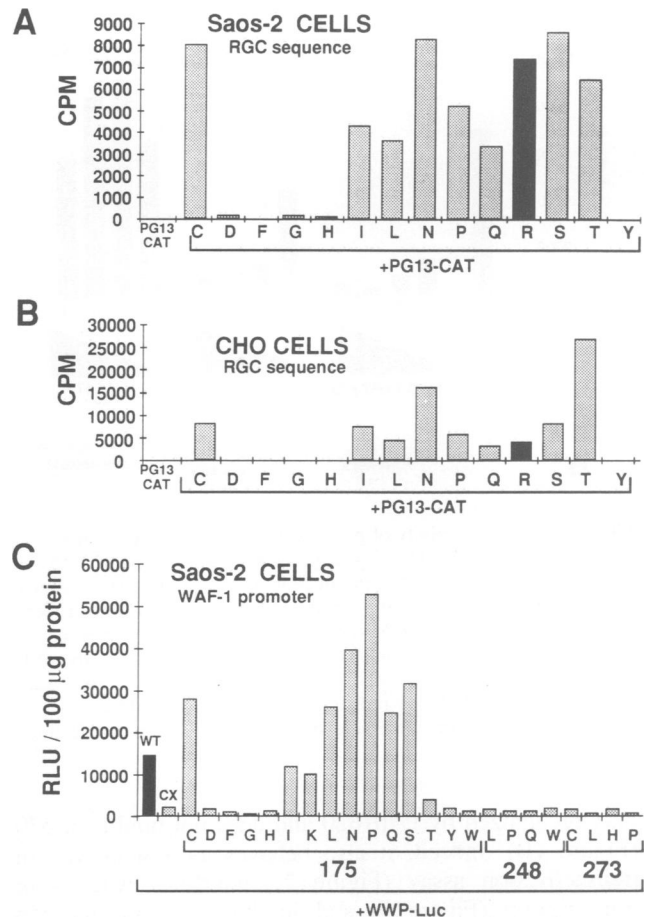 A
Saos-2 CELLS
RGC sequence
CPM
9000
8000
7000
6000
5000
4000
3000
2000
1000
0
PG13 CAT
C D F G H I L N P Q R S T Y
+PG13-CAT
B
CHO CELLS
RGC sequence
CPM
30000
25000
20000
15000
10000
5000
0
PG13 CAT
C D F G H I L N P Q R S T Y
+PG13-CAT
C
Saos-2 CELLS
WAF-1 promoter
RLU / 100 µg protein
60000
50000
40000
30000
20000
10000
0
WT
CX
C D F G H I K L N P Q S T Y W L P Q W C L H P
175 248 273
+WWP-Luc